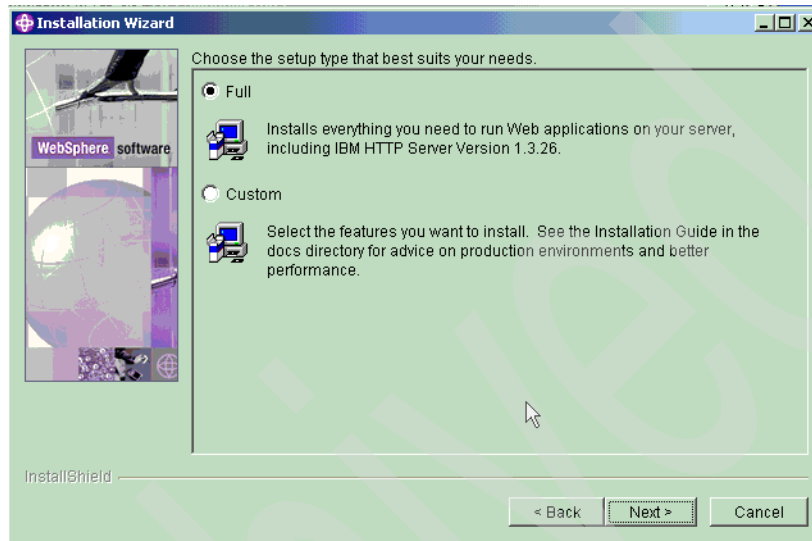 Installation Wizard
Choose the setup type that best suits your needs.
Full
Installs everything you need to run Web applications on your server,
including IBM HTTP Server Version 1.3.26.
WebSphere software
Custom
Select the features you want to install. See the Installation Guide in the
docs directory for advice on production environments and better
performance.
InstallShield
< Back
Next >
Cancel